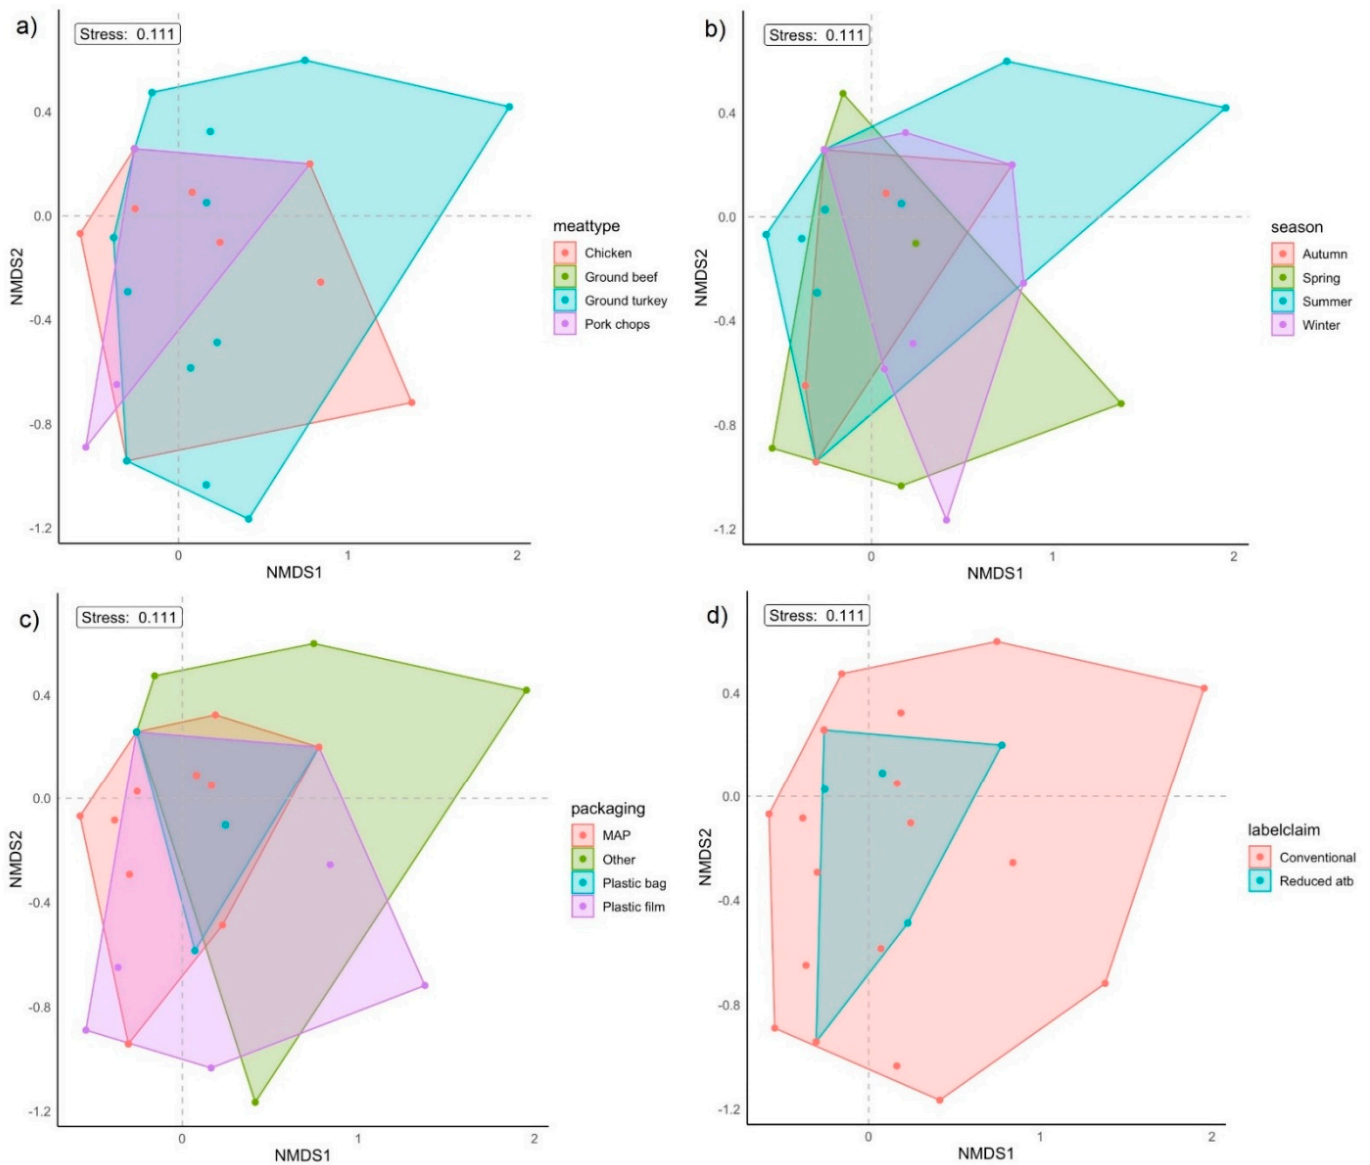 a)
Stress: 0.111
0.4
0.0
-0.4
-0.8
-1.2
NMDS2
0 1 2
NMDS1
meattype
Chicken
Ground beef
Ground turkey
Pork chops
b)
Stress: 0.111
0.4
0.0
-0.4
-0.8
-1.2
NMDS2
0 1 2
NMDS1
season
Autumn
Spring
Summer
Winter
c)
Stress: 0.111
0.4
0.0
-0.4
-0.8
-1.2
NMDS2
0 1 2
NMDS1
packaging
MAP
Other
Plastic bag
Plastic film
d)
Stress: 0.111
0.4
0.0
-0.4
-0.8
-1.2
NMDS2
0 1 2
NMDS1
labelclaim
Conventional
Reduced atb